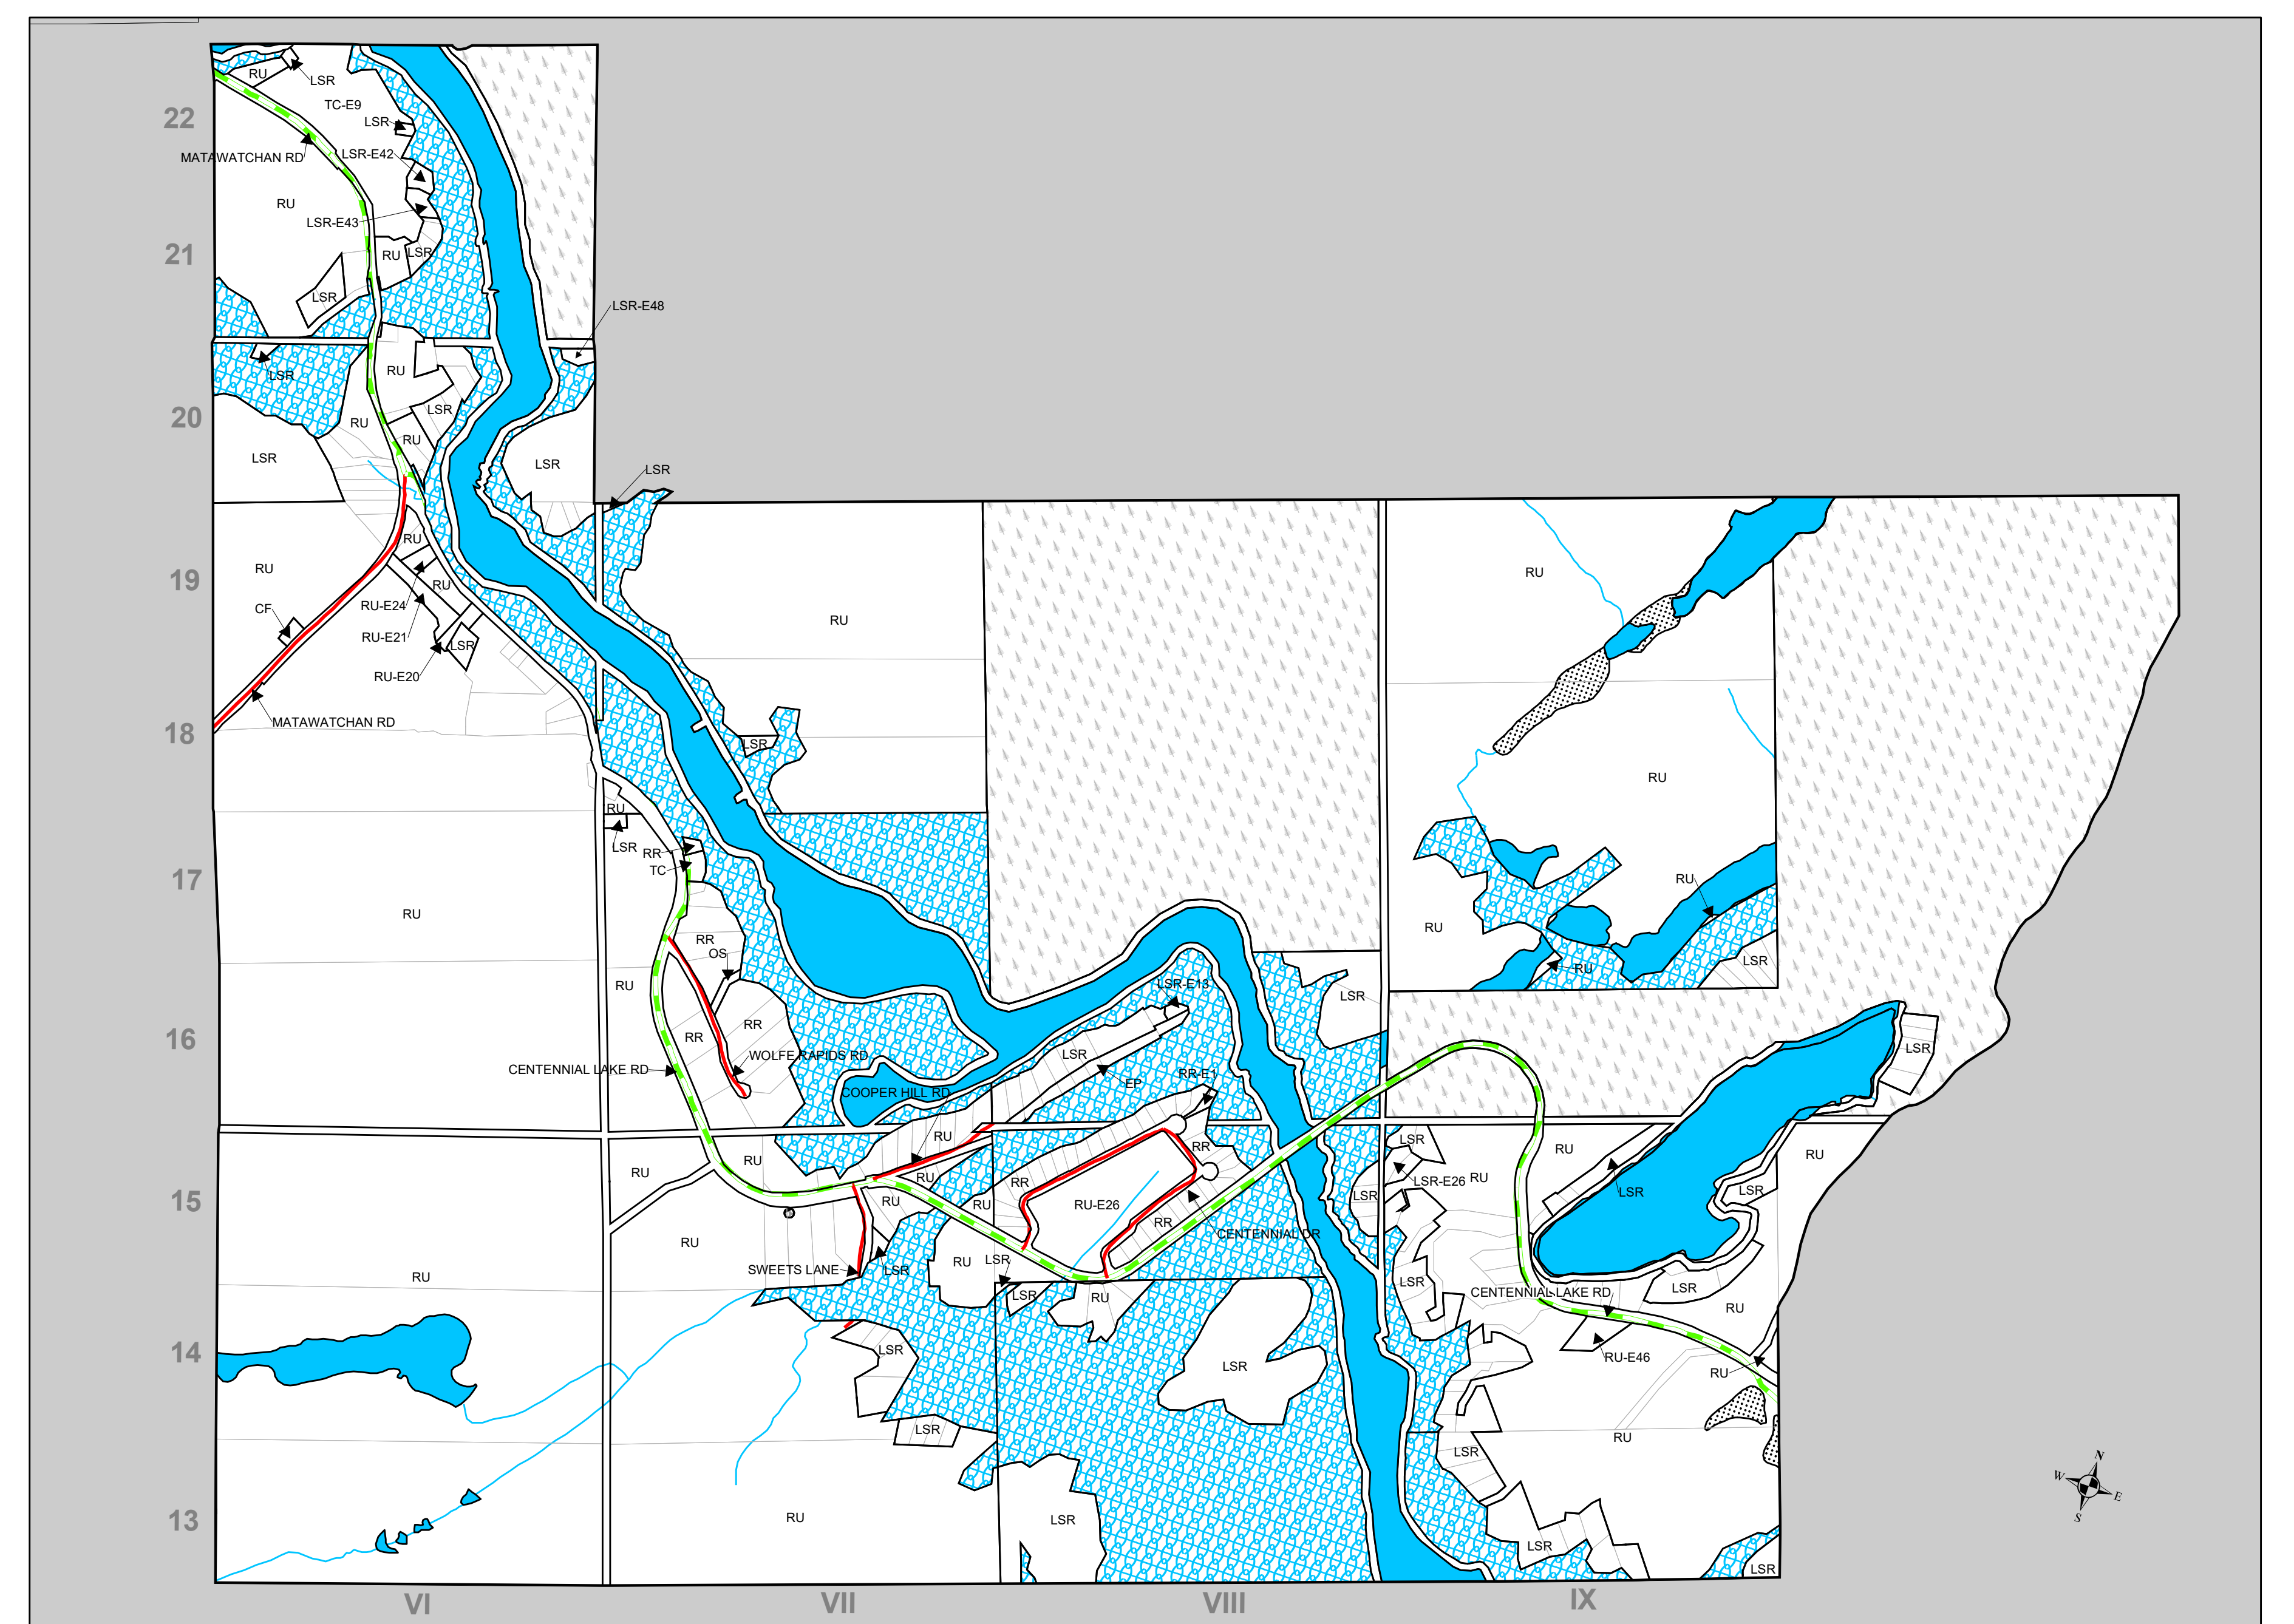 RU
LSR
TC-E9
22
LSR
MATAWATCHAN RD
LSR-E42
RU
LSR-E43
21
RU
LSR
LSR
LSR-E48
LSR
RU
20
LSR
RU
RU
LSR
LSR
LSR
RU
19
RU
RU
RU
RU
CF
RU-E24
RU-E21
LSR
RU-E20
RU
MATAWATCHAN RD
18
LSR
RU
RU
LSR
RR
TC
17
RU
RU
RU
RR
OS
LSR
RU
RU
LSR-E13
LSR
RR
16
RR
WOLFE RAPIDS RD
LSR
LSR
CENTENNIAL LAKE RD
EP
RR-E1
COOPER HILL RD
RU
LSR
RR
RU
RU
RU
RU
RU
RR
LSR-E26
RU
LSR
LSR
LSR
15
RU
RU
RU-E26
RR
CENTENNIAL DR
RU
RU
LSR
SWEETS LANE
LSR
RU
LSR
RU
LSR
LSR
CENTENNIAL LAKE RD
RU
14
LSR
LSR
RU-E46
RU
LSR
RU
LSR
13
RU
LSR
LSR
LSR
N
W
E
S
VI
VII
VIII
IX